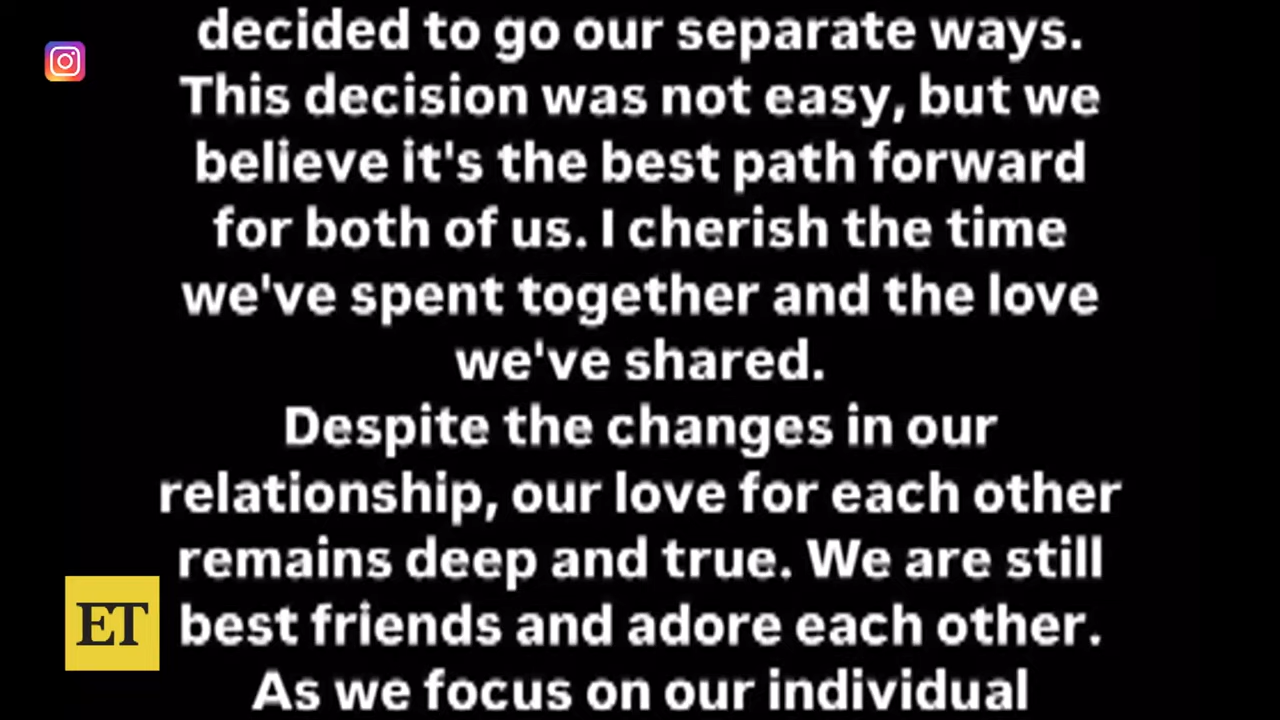 decided to go our separate ways.
This decision was not easy, but we
believe it's the best path forward
for both of us. I cherish the time
we've spent together and the love
we've shared.
Despite the changes in our
relationship, our love for each other
remains deep and true. We are still
best friends and adore each other.
As we focus on our individual
ET